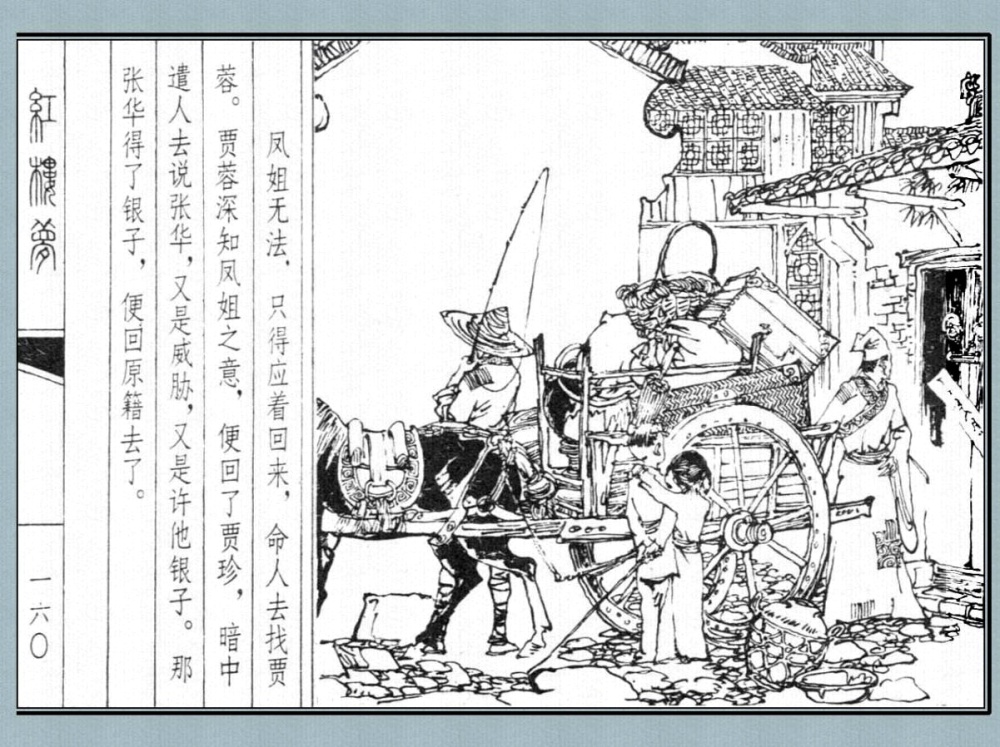 凤姐无法，只得应着回来，命人去找贾
蓉。贾蓉深知凤姐之意，便回了贾珍，暗中
遣人去说张华，又是威胁，又是许他银子。那
张华得了银子，便回原籍去了。
紅樓夢
一六〇